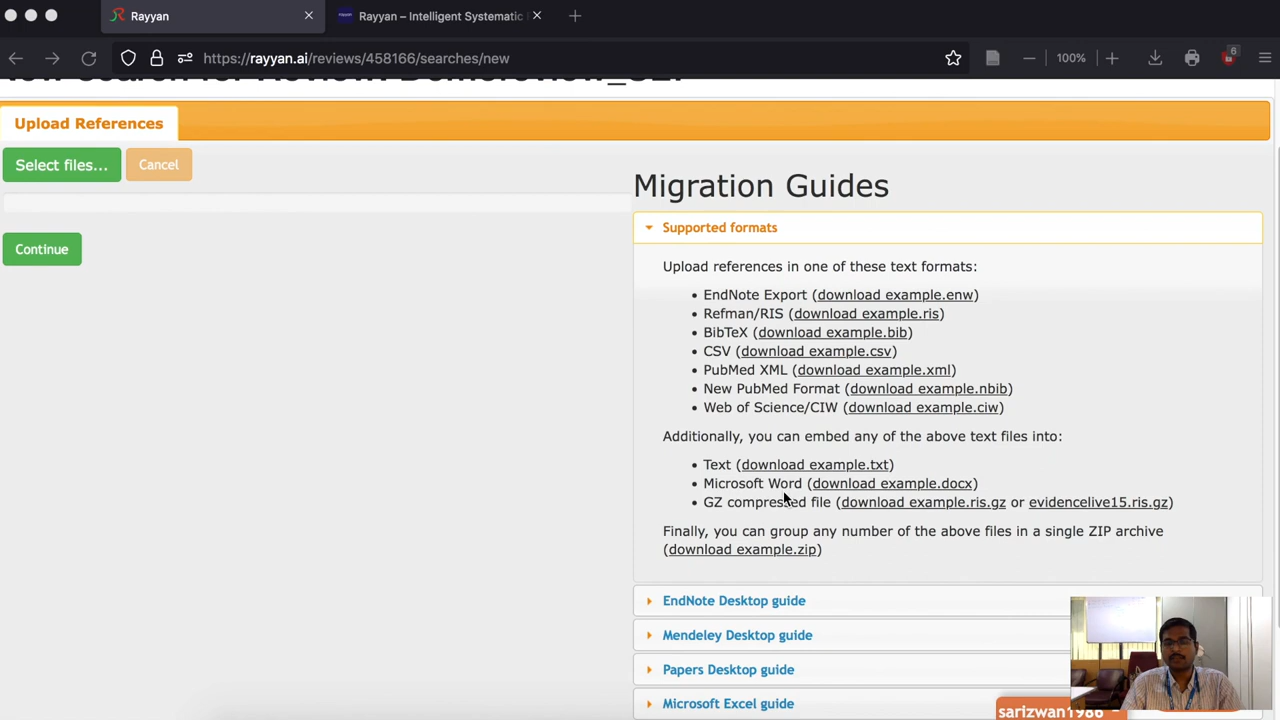 Rayyan
Rayyan – Intelligent Systematic
https://rayyan.ai/reviews/458166/searches/new
100%
6
Upload References
Select files...
Cancel
Continue
Migration Guides
Supported formats
Upload references in one of these text formats:
• EndNote Export (download example.enw)
• Refman/RIS (download example.ris)
• BibTeX (download example.bib)
• CSV (download example.csv)
• PubMed XML (download example.xml)
• New PubMed Format (download example.nbib)
• Web of Science/CIW (download example.ciw)
Additionally, you can embed any of the above text files into:
• Text (download example.txt)
• Microsoft Word (download example.docx)
• GZ compressed file (download example.ris.gz or evidencelive15.ris.gz)
Finally, you can group any number of the above files in a single ZIP archive
(download example.zip)
EndNote Desktop guide
Mendeley Desktop guide
Papers Desktop guide
Microsoft Excel guide
sarizwan1986